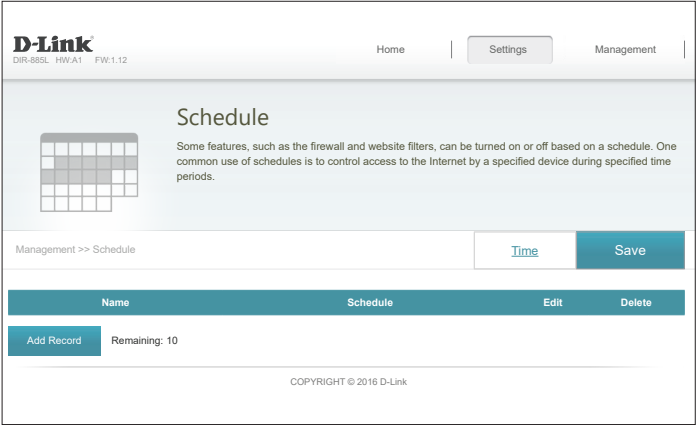 D-Link
DIR-885L HW:A1 FW:1.12
Home
Settings
Management
Schedule
Some features, such as the firewall and website filters, can be turned on or off based on a schedule. One
common use of schedules is to control access to the Internet by a specified device during specified time
periods.
Management >> Schedule
Time
Save
Name Schedule Edit Delete
Add Record Remaining: 10
COPYRIGHT © 2016 D-Link